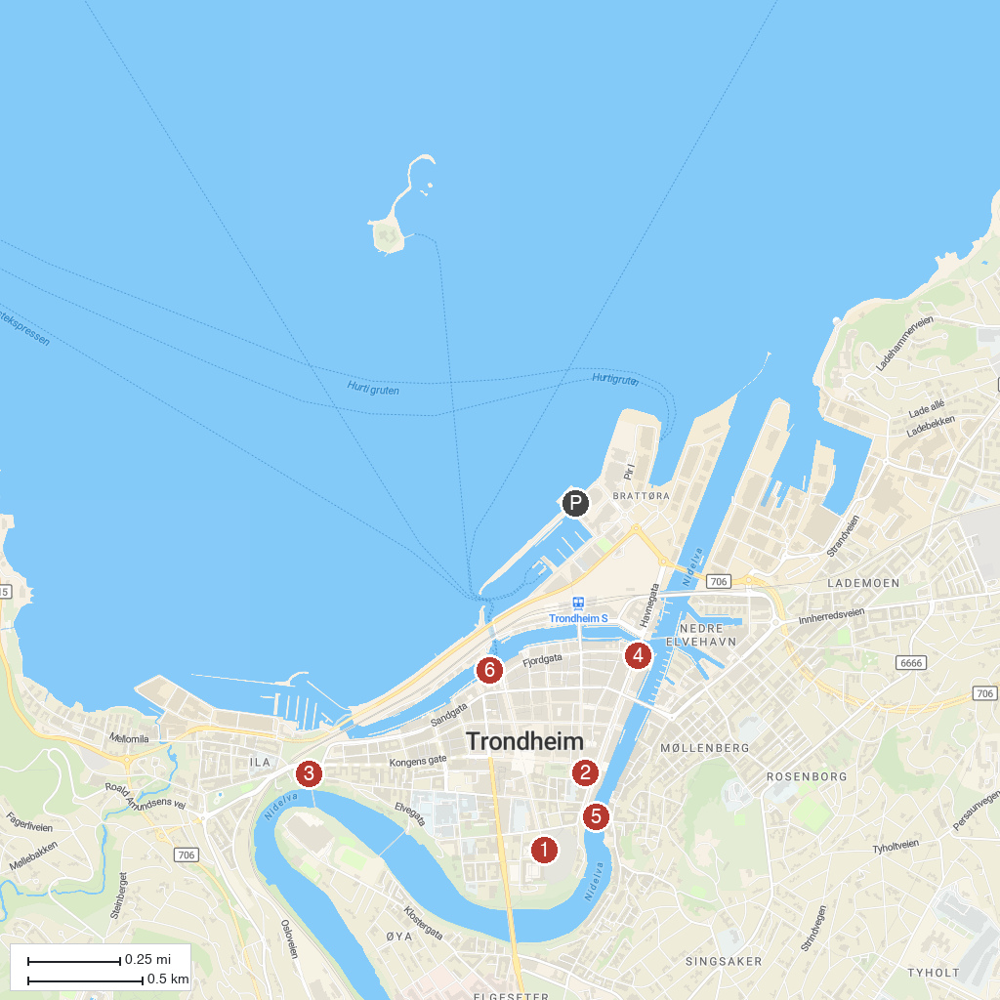 tekspressen
Hurtigruten
Hurtigruten
Ladehammerveien
Lade allé
Ladebekken
Pir I
P
BRATTØRA
Strandveien
Nidelva
706
LADEMOEN
15
Havnegata
Trondheim S
Innherredsveien
NEDRE
ELVEHAVN
4
6
Fjordgata
6666
706
Sandgata
Mellomila
Trondheim
MØLLENBERG
ILA
Kongens gate
3
2
ROSENBORG
Roald Amundsens vei
Nidelva
Elvegata
5
Persaunvegen
Fagerliveien
1
Tyholtveien
Møllebakken
706
Nidelva
Steinberget
Osloveien
Klostergata
ØYA
Strindvegen
SINGSAKER
TYHOLT
0.25 mi
0.5 km
ELGESETER